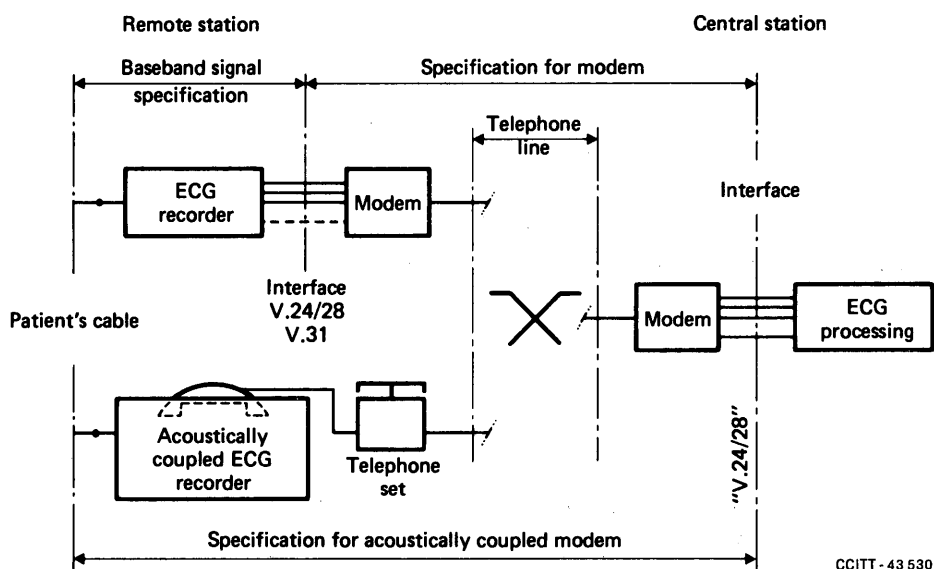 Remote station
Central station
Baseband signal
specification
Specification for modem
Telephone
line
ECG
recorder
Modem
Interface
Interface
V.24/28
V.31
Patient's cable
Modem
ECG
processing
Acoustically
coupled ECG
recorder
Telephone
set
"V.24/28"
Specification for acoustically coupled modem
CCITT - 43 530